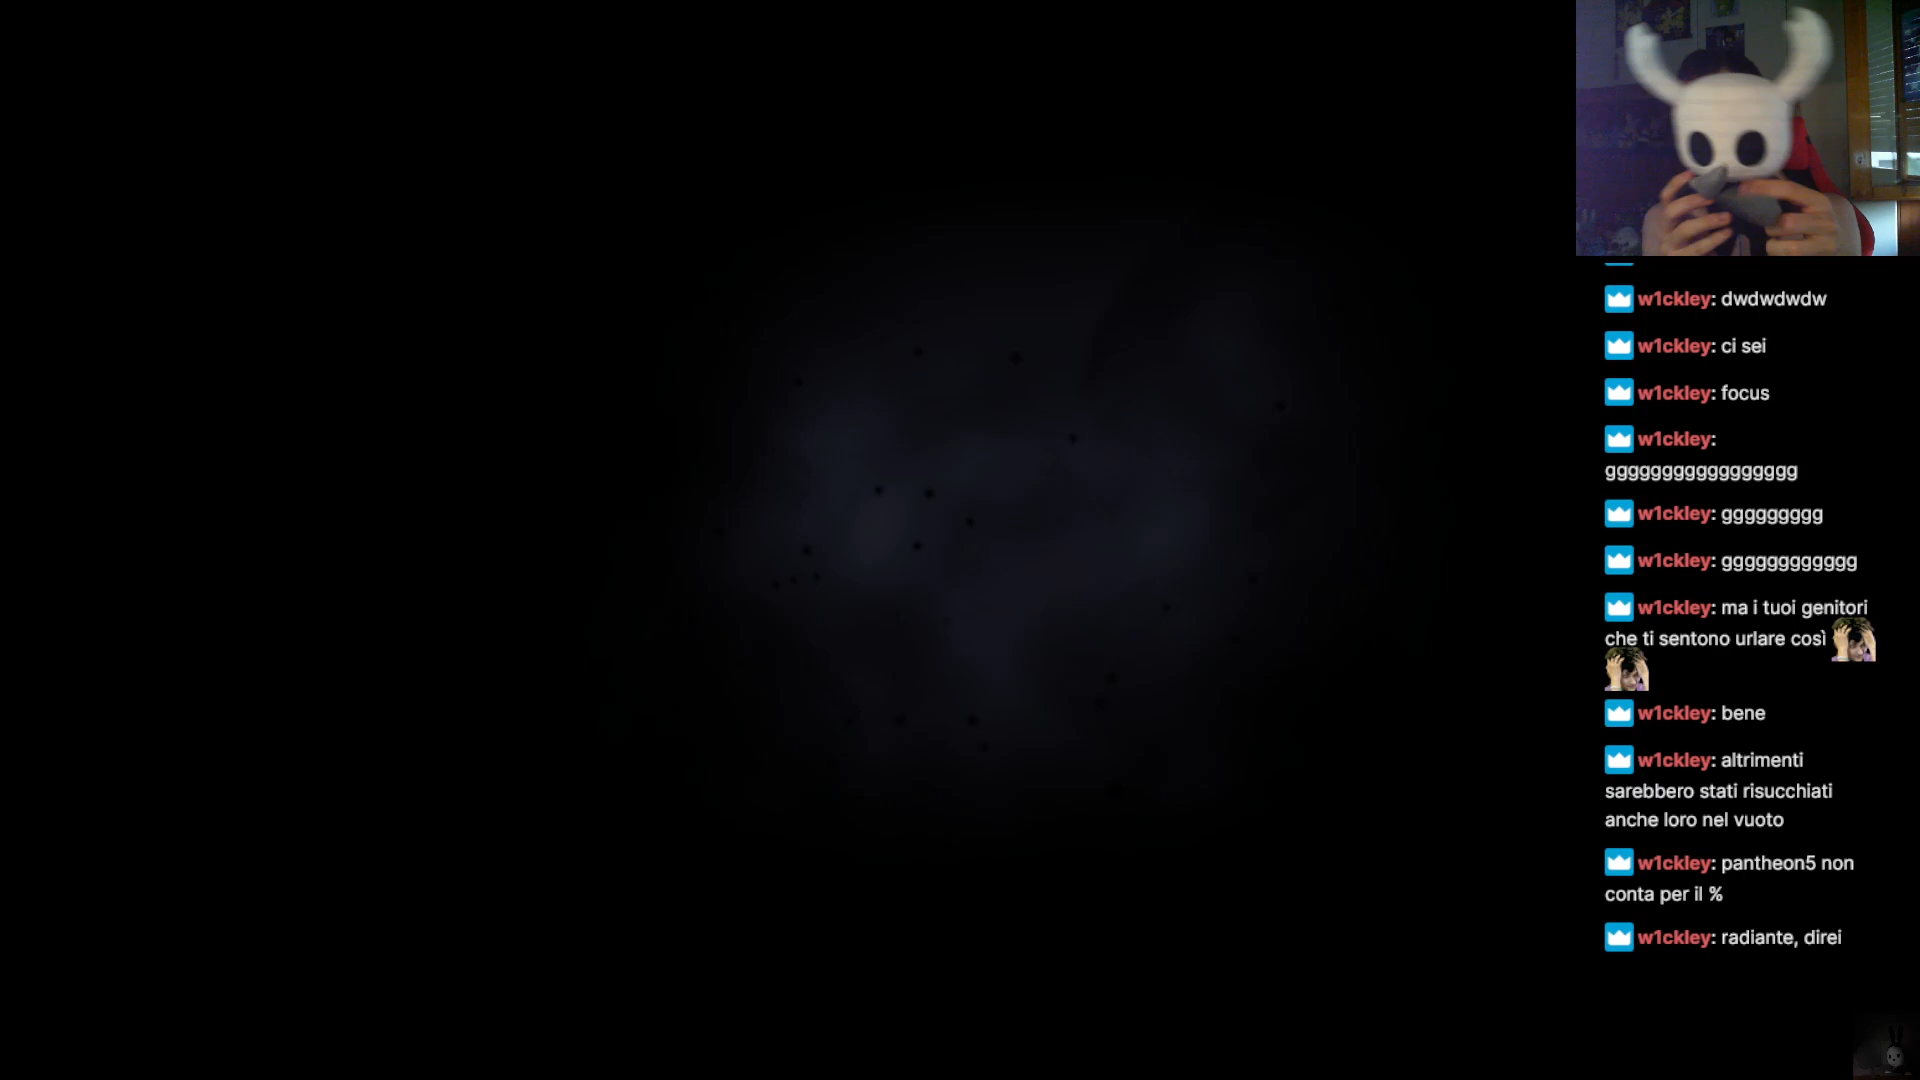 w1ckley: dwdwdwdw
w1ckley: ci sei
w1ckley: focus
w1ckley:
ggggggggggggggggg
w1ckley: ggggggggg
w1ckley: gggggggggggg
w1ckley: ma i tuoi genitori
che ti sentono urlare così
w1ckley: bene
w1ckley: altrimenti
sarebbero stati risucchiati
anche loro nel vuoto
w1ckley: pantheon5 non
conta per il %
w1ckley: radiante, direi